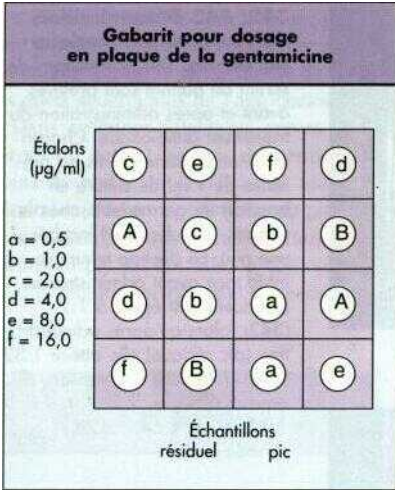 Gabarit pour dosage
en plaque de la gentamicine
Étalons
(µg/ml)
a = 0,5
b = 1,0
c = 2,0
d = 4,0
e = 8,0
f = 16,0
c e f d
A c b B
d b a A
f B a e
Échantillons
résiduel pic